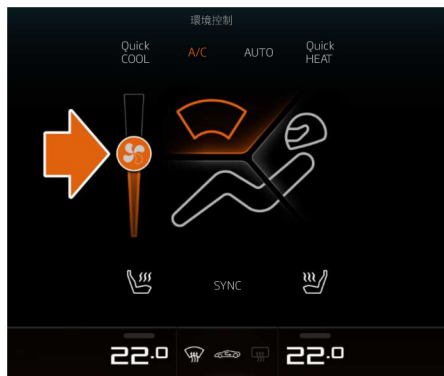 環境控制
Quick COOL
A/C
AUTO
Quick HEAT
SYNC
22.0
22.0